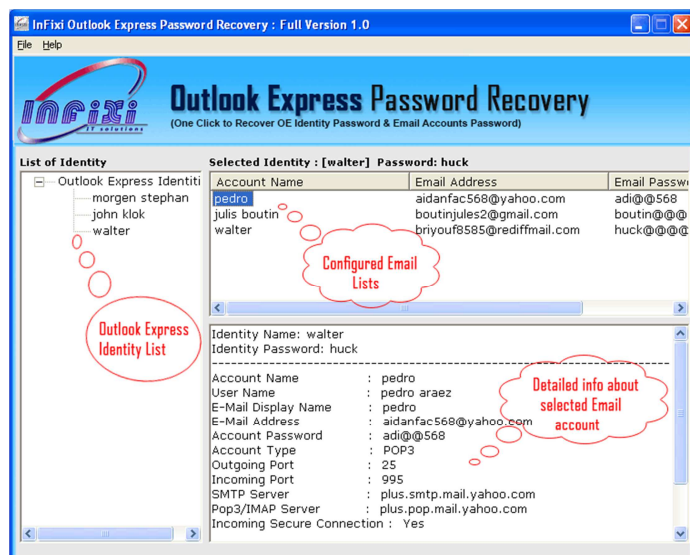 InFixi Outlook Express Password Recovery : Full Version 1.0
File Help
INFiXi
IT solutions
Outlook Express Password Recovery
(One Click to Recover OE Identity Password & Email Accounts Password)
List of Identity
Outlook Express Identiti
morgen stephan
john klok
walter
Outlook Express
Identity List
Selected Identity : [walter] Password: huck
Account Name Email Address Email Passw
pedro aidanfac568@yahoo.com adi@@568
julis boutin boutinjules2@gmail.com boutin@@@
walter briyouf8585@rediffmail.com huck@@@@
Configured Email
Lists
Identity Name: walter
Identity Password: huck
Account Name : pedro
User Name : pedro araez
E-Mail Display Name : pedro
E-Mail Address : aidanfac568@yahoo.com
Account Password : adi@@568
Account Type : POP3
Outgoing Port : 25
Incoming Port : 995
SMTP Server : plus.smtp.mail.yahoo.com
Pop3/IMAP Server : plus.pop.mail.yahoo.com
Incoming Secure Connection : Yes
Detailed info about
selected Email
account